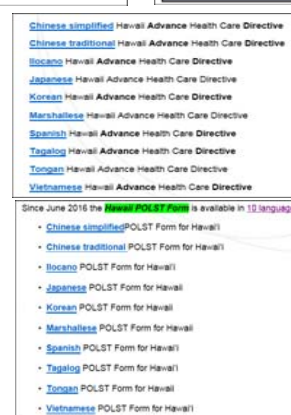 Chinese simplified Hawaii Advance Health Care Directive
Chinese traditional Hawaii Advance Health Care Directive
Ilocano Hawaii Advance Health Care Directive
Japanese Hawaii Advance Health Care Directive
Korean Hawaii Advance Health Care Directive
Marshallese Hawaii Advance Health Care Directive
Spanish Hawaii Advance Health Care Directive
Tagalog Hawaii Advance Health Care Directive
Tongan Hawaii Advance Health Care Directive
Vietnamese Hawaii Advance Health Care Directive
Since June 2016 the Hawaii POLST Form is available in 10 languag
• Chinese simplifiedPOLST Form for Hawai'i
• Chinese traditional POLST Form for Hawai'i
• Ilocano POLST Form for Hawai'i
• Japanese POLST Form for Hawaii
• Korean POLST Form for Hawaii
• Marshallese POLST Form for Hawaii
• Spanish POLST Form for Hawai'i
• Tagalog POLST Form for Hawai'i
• Tongan POLST Form for Hawaii
• Vietnamese POLST Form for Hawai'i